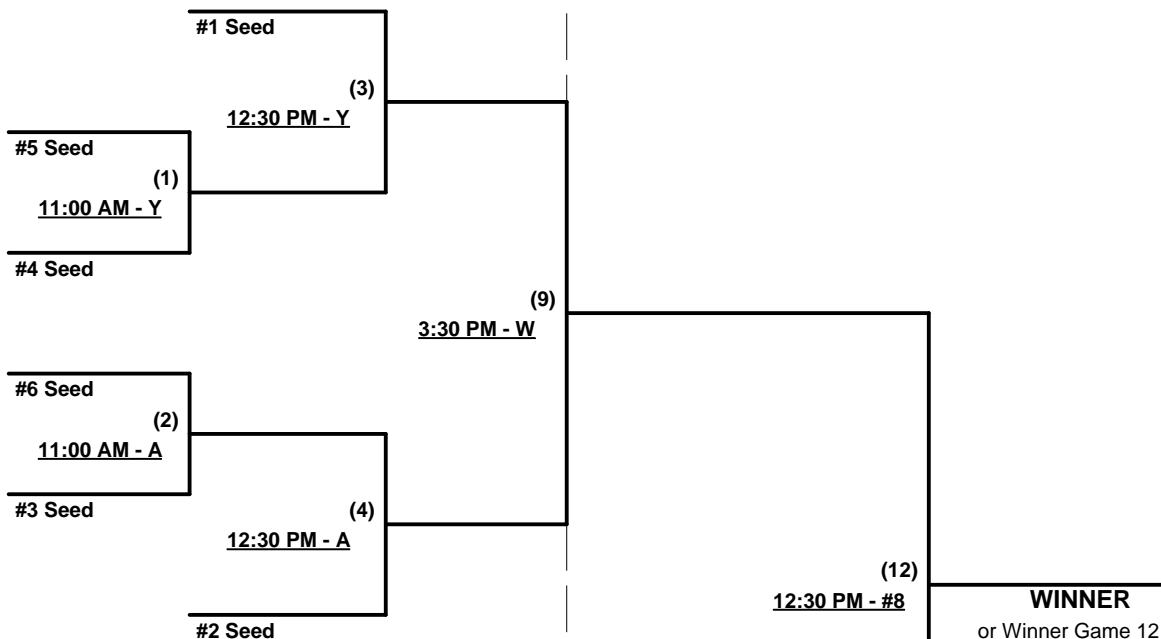 #1 Seed
(3)
12:30 PM - Y
#5 Seed
(1)
11:00 AM - Y
#4 Seed
(9)
3:30 PM - W
#6 Seed
(2)
11:00 AM - A
#3 Seed
(4)
12:30 PM - A
(12)
12:30 PM - #8
WINNER
#2 Seed
or Winner Game 12